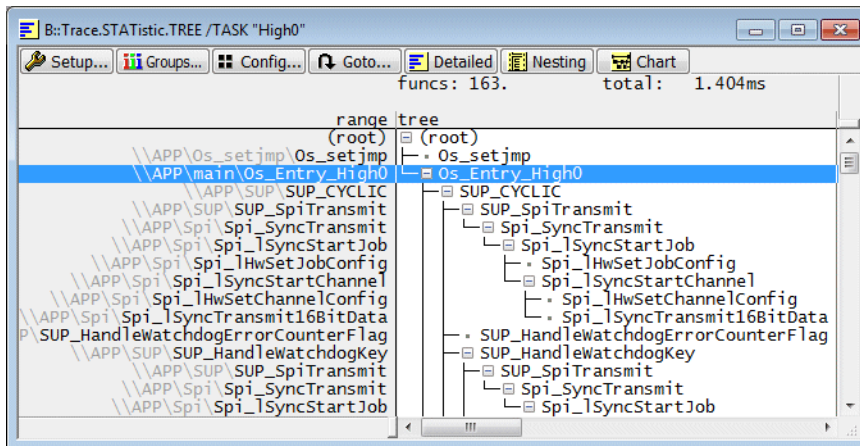 B::Trace.STATistic.TREE /TASK "High0"
Setup... Groups... Config... Goto... Detailed Nesting Chart
funcs: 163. total: 1.404ms
range tree
(root) (root)
\\APP\Os_setjmp\Os_setjmp Os_setjmp
\\APP\main\Os_Entry_High0 Os_Entry_High0
\\APP\SUP\SUP_CYCLIC SUP_CYCLIC
\\APP\SUP\SUP_SpiTransmit SUP_SpiTransmit
\\APP\Spi\Spi_SyncTransmit Spi_SyncTransmit
\\APP\Spi\Spi_lSyncStartJob Spi_lSyncStartJob
\\APP\Spi\Spi_lHwSetJobConfig Spi_lHwSetJobConfig
\\APP\Spi\Spi_lSyncStartChannel Spi_lSyncStartChannel
\\APP\Spi\Spi_lHwSetChannelConfig Spi_lHwSetChannelConfig
\\APP\Spi\Spi_lSyncTransmit16BitData Spi_lSyncTransmit16BitData
P\SUP_HandleWatchdogErrorCounterFlag SUP_HandleWatchdogErrorCounterFlag
\\APP\SUP\SUP_HandleWatchdogKey SUP_HandleWatchdogKey
\\APP\SUP\SUP_SpiTransmit SUP_SpiTransmit
\\APP\Spi\Spi_SyncTransmit Spi_SyncTransmit
\\APP\Spi\Spi_lSyncStartJob Spi_lSyncStartJob